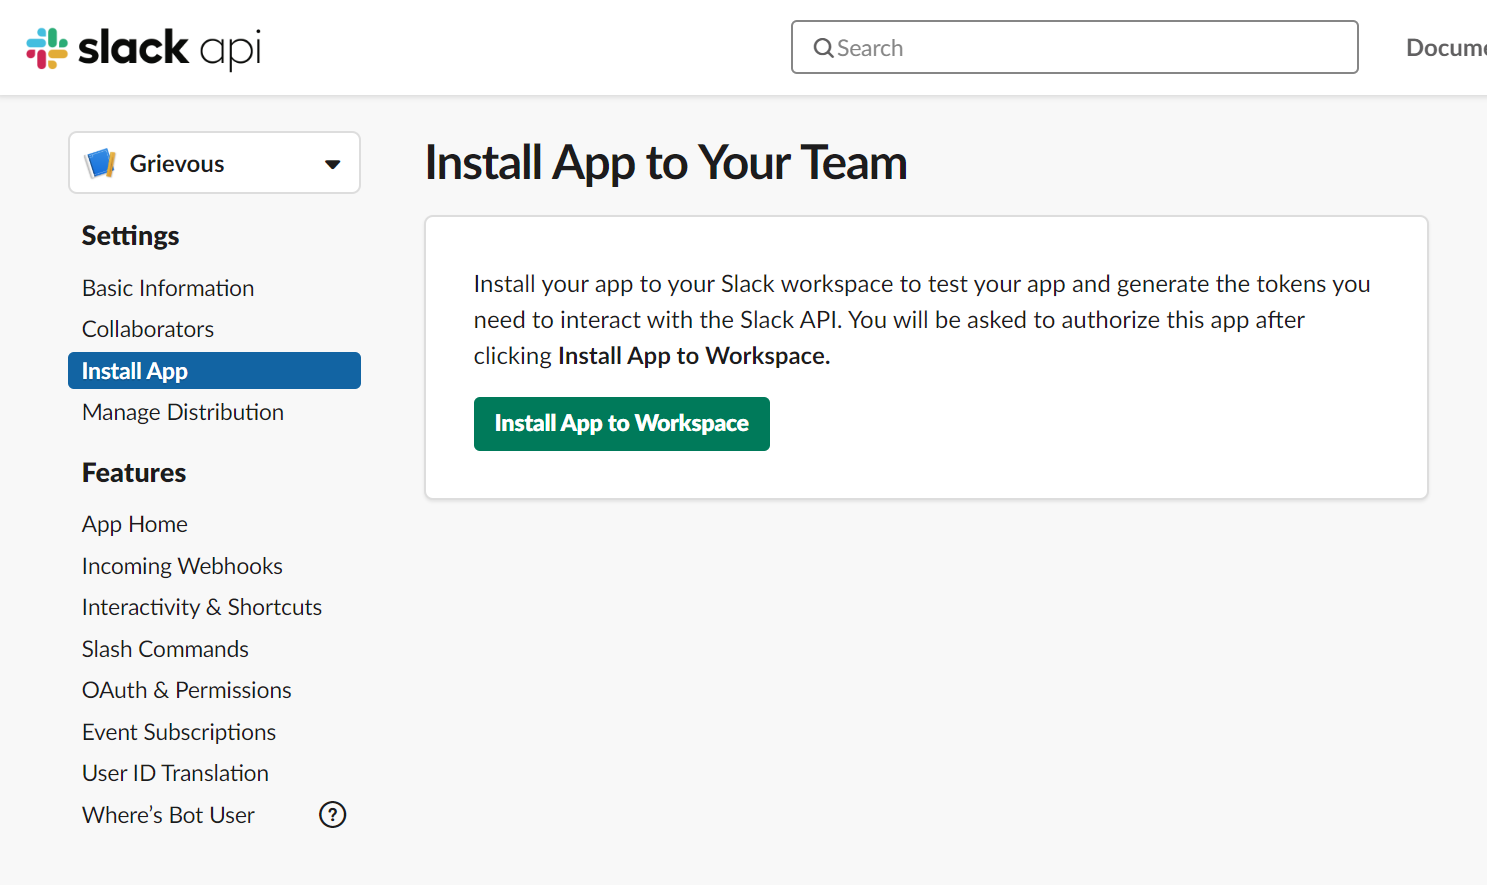 slack api
Search
Docum
Grievous
Install App to Your Team
Settings
Basic Information
Collaborators
Install App
Manage Distribution
Features
App Home
Incoming Webhooks
Interactivity & Shortcuts
Slash Commands
OAuth & Permissions
Event Subscriptions
User ID Translation
Where’s Bot User
?
Install your app to your Slack workspace to test your app and generate the tokens you
need to interact with the Slack API. You will be asked to authorize this app after
clicking Install App to Workspace.
Install App to Workspace